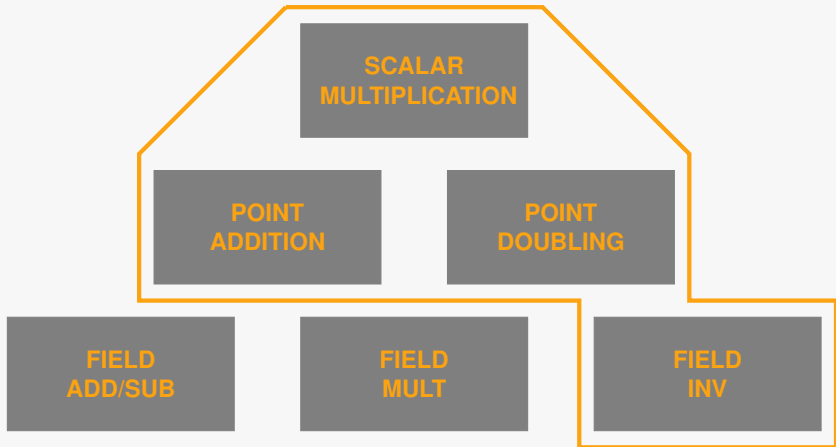 SCALAR
MULTIPLICATION
POINT
ADDITION
POINT
DOUBLING
FIELD
ADD/SUB
FIELD
MULT
FIELD
INV